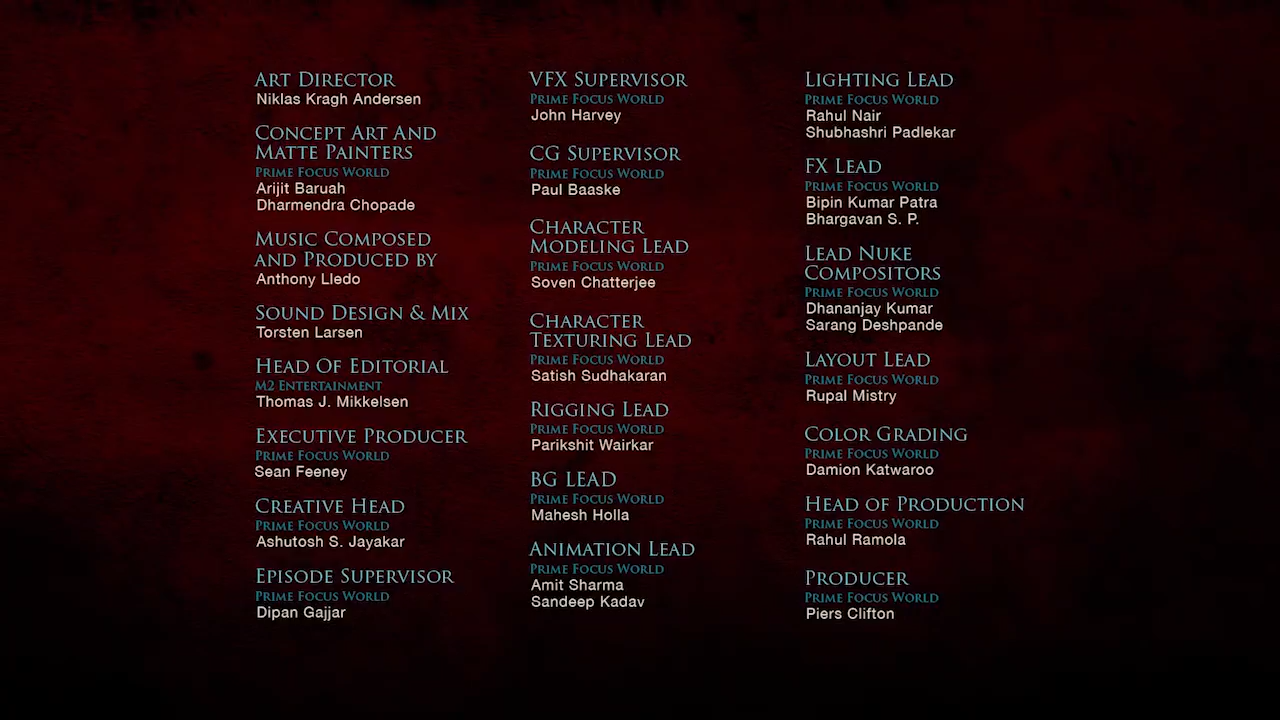 Art Director
Niklas Kragh Andersen
Concept Art And
Matte Painters
Prime Focus World
Arijit Baruah
Dharmendra Chopade
Music Composed
and Produced by
Anthony Lledo
Sound Design & Mix
Torsten Larsen
Head Of Editorial
M2 Entertainment
Thomas J. Mikkelsen
Executive Producer
Prime Focus World
Sean Feeney
Creative Head
Prime Focus World
Ashutosh S. Jayakar
Episode Supervisor
Prime Focus World
Dipan Gajjar
VFX Supervisor
Prime Focus World
John Harvey
CG Supervisor
Prime Focus World
Paul Baaske
Character
Modeling Lead
Prime Focus World
Soven Chatterjee
Character
Texturing Lead
Prime Focus World
Satish Sudhakaran
Rigging Lead
Prime Focus World
Parikshit Wairkar
BG Lead
Prime Focus World
Mahesh Holla
Animation Lead
Prime Focus World
Amit Sharma
Sandeep Kadav
Lighting Lead
Prime Focus World
Rahul Nair
Shubhashri Padlekar
FX Lead
Prime Focus World
Bipin Kumar Patra
Bhargavan S. P.
Lead Nuke
Compositors
Prime Focus World
Dhananjay Kumar
Sarang Deshpande
Layout Lead
Prime Focus World
Rupal Mistry
Color Grading
Prime Focus World
Damion Katwaroo
Head of Production
Prime Focus World
Rahul Ramola
Producer
Prime Focus World
Piers Clifton